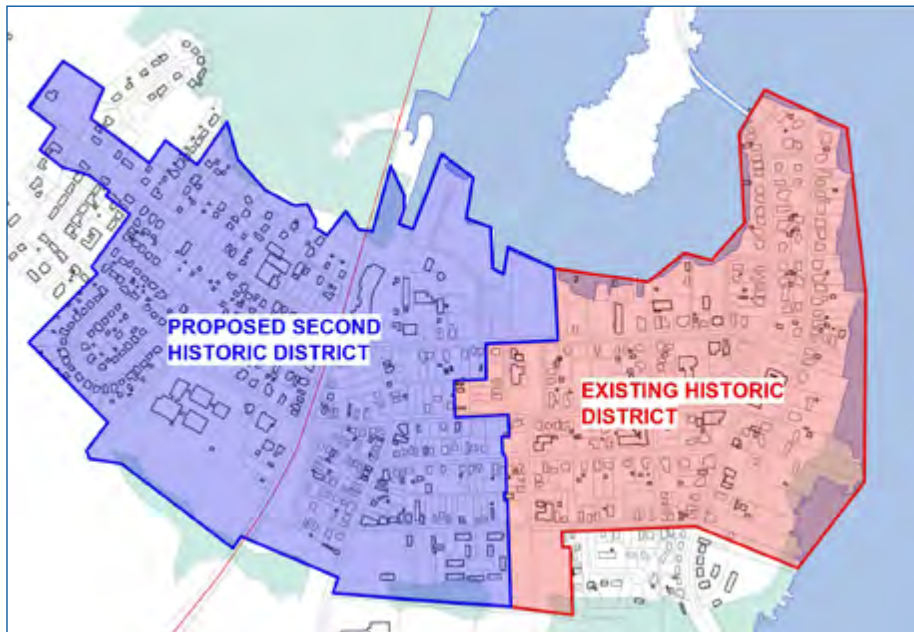 PROPOSED SECOND
HISTORIC DISTRICT
EXISTING HISTORIC
DISTRICT